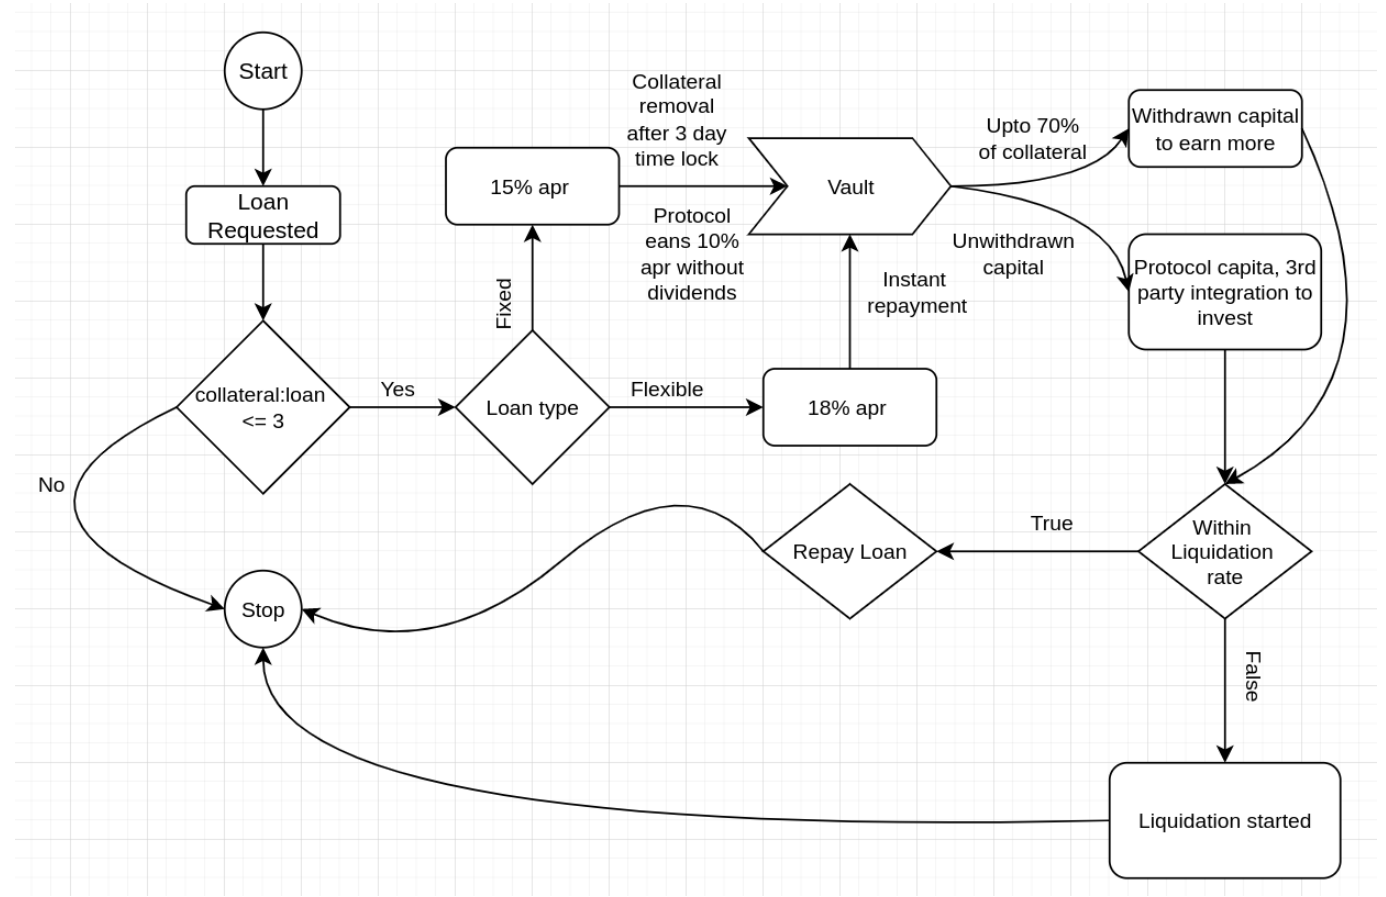 Start
Loan
Requested
collateral:loan
<= 3
Yes
No
Loan type
Fixed
15% apr
Collateral
removal
after 3 day
time lock
Protocol
eans 10%
apr without
dividends
Flexible
18% apr
Instant
repayment
Vault
Upto 70%
of collateral
Unwithdrawn
capital
Withdrawn capital
to earn more
Protocol capita, 3rd
party integration to
invest
Within
Liquidation
rate
True
Repay Loan
False
Liquidation started
Stop